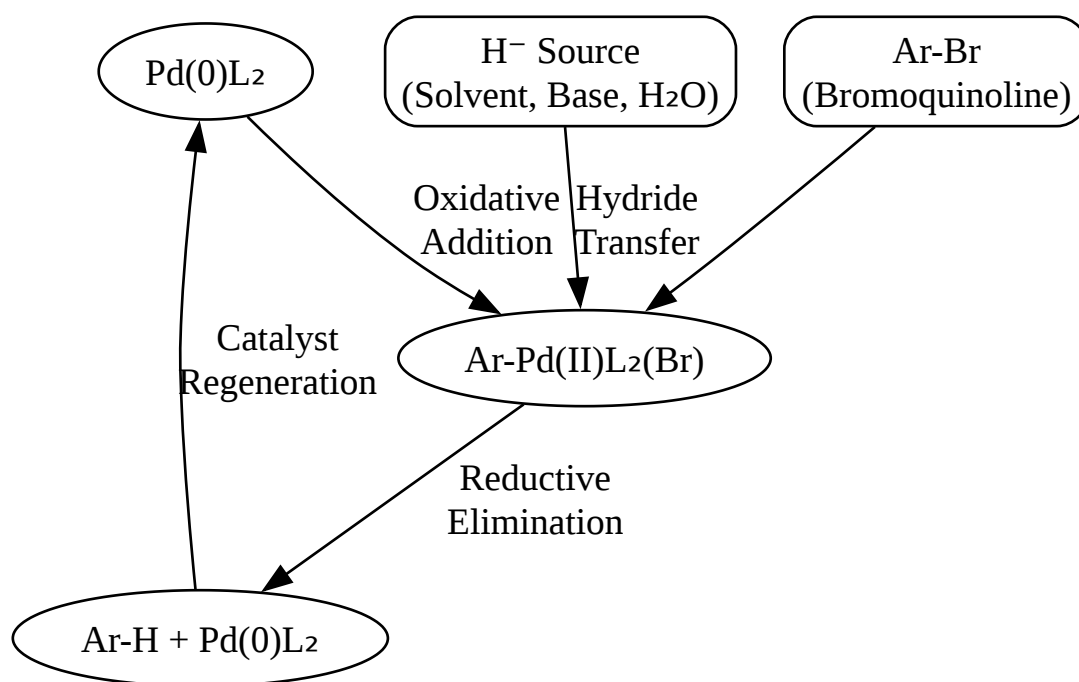 Pd(0)L₂
H⁻ Source
(Solvent, Base, H₂O)
Ar-Br
(Bromoquinoline)
Oxidative
Addition
Hydride
Transfer
Ar-Pd(II)L₂(Br)
Catalyst
Regeneration
Reductive
Elimination
Ar-H + Pd(0)L₂